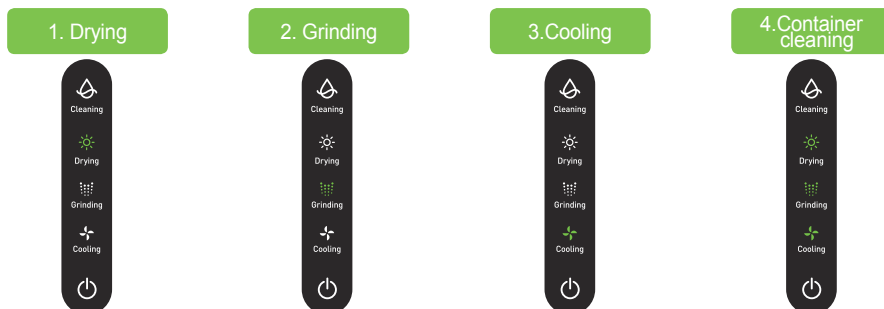 1. Drying
2. Grinding
3.Cooling
4.Container
cleaning
Cleaning
Drying
Grinding
Cooling
Cleaning
Drying
Grinding
Cooling
Cleaning
Drying
Grinding
Cooling
Cleaning
Drying
Grinding
Cooling